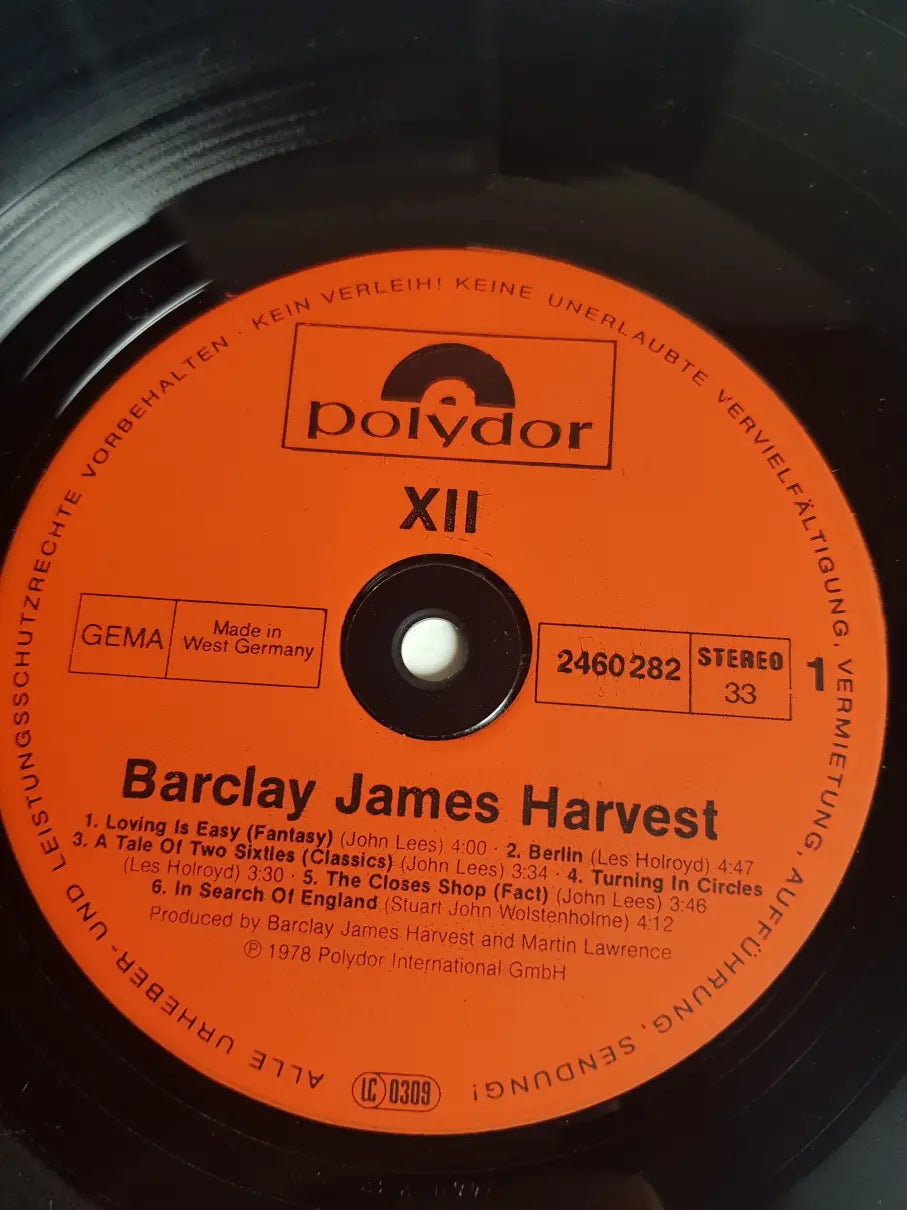 ALLE URHEBER- UND LEISTUNGSSCHUTZRECHTE VORBEHALTEN · KEIN VERLEIH! KEINE UNERLAUBTE VERVIELFÄLTIGUNG, VERMIETUNG, AUFFÜHRUNG, SENDUNG!
polydor
XII
GEMA
Made in
West Germany
2460 282
STEREO
33
1
Barclay James Harvest
1. Loving Is Easy (Fantasy) (John Lees) 4:00 · 2. Berlin (Les Holroyd) 4:47
3. A Tale Of Two Sixties (Classics) (John Lees) 3:34 · 4. Turning In Circles
(Les Holroyd) 3:30 · 5. The Closes Shop (Fact) (John Lees) 3:46
6. In Search Of England (Stuart John Wolstenholme) 4:12
Produced by Barclay James Harvest and Martin Lawrence
℗ 1978 Polydor International GmbH
LC 0309